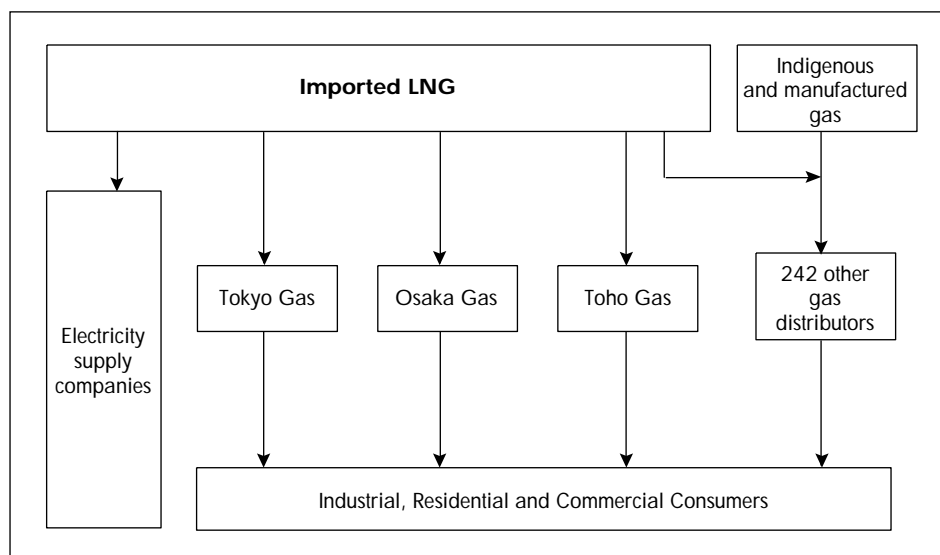 Imported LNG
Indigenous
and manufactured
gas
Tokyo Gas
Osaka Gas
Toho Gas
242 other
gas
distributors
Electricity
supply
companies
Industrial, Residential and Commercial Consumers